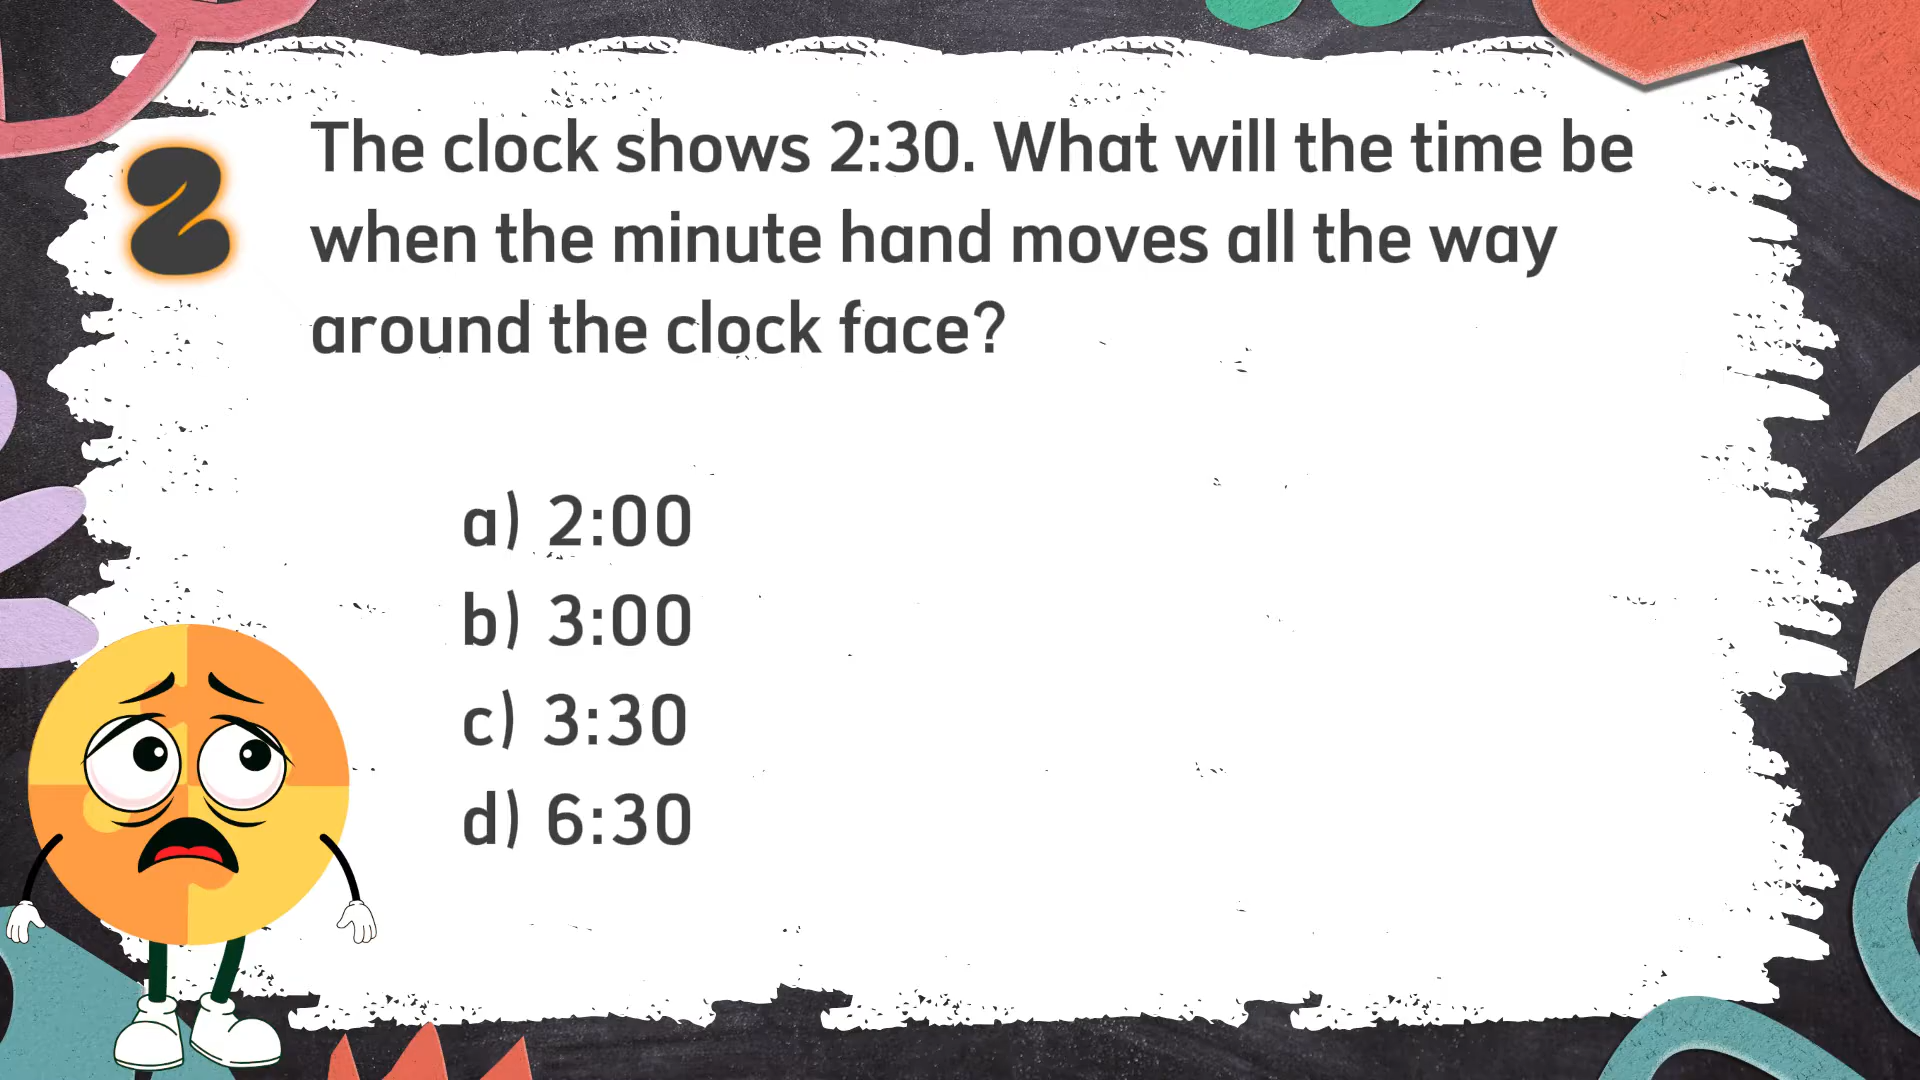 2
The clock shows 2:30. What will the time be
when the minute hand moves all the way
around the clock face?
a) 2:00
b) 3:00
c) 3:30
d) 6:30